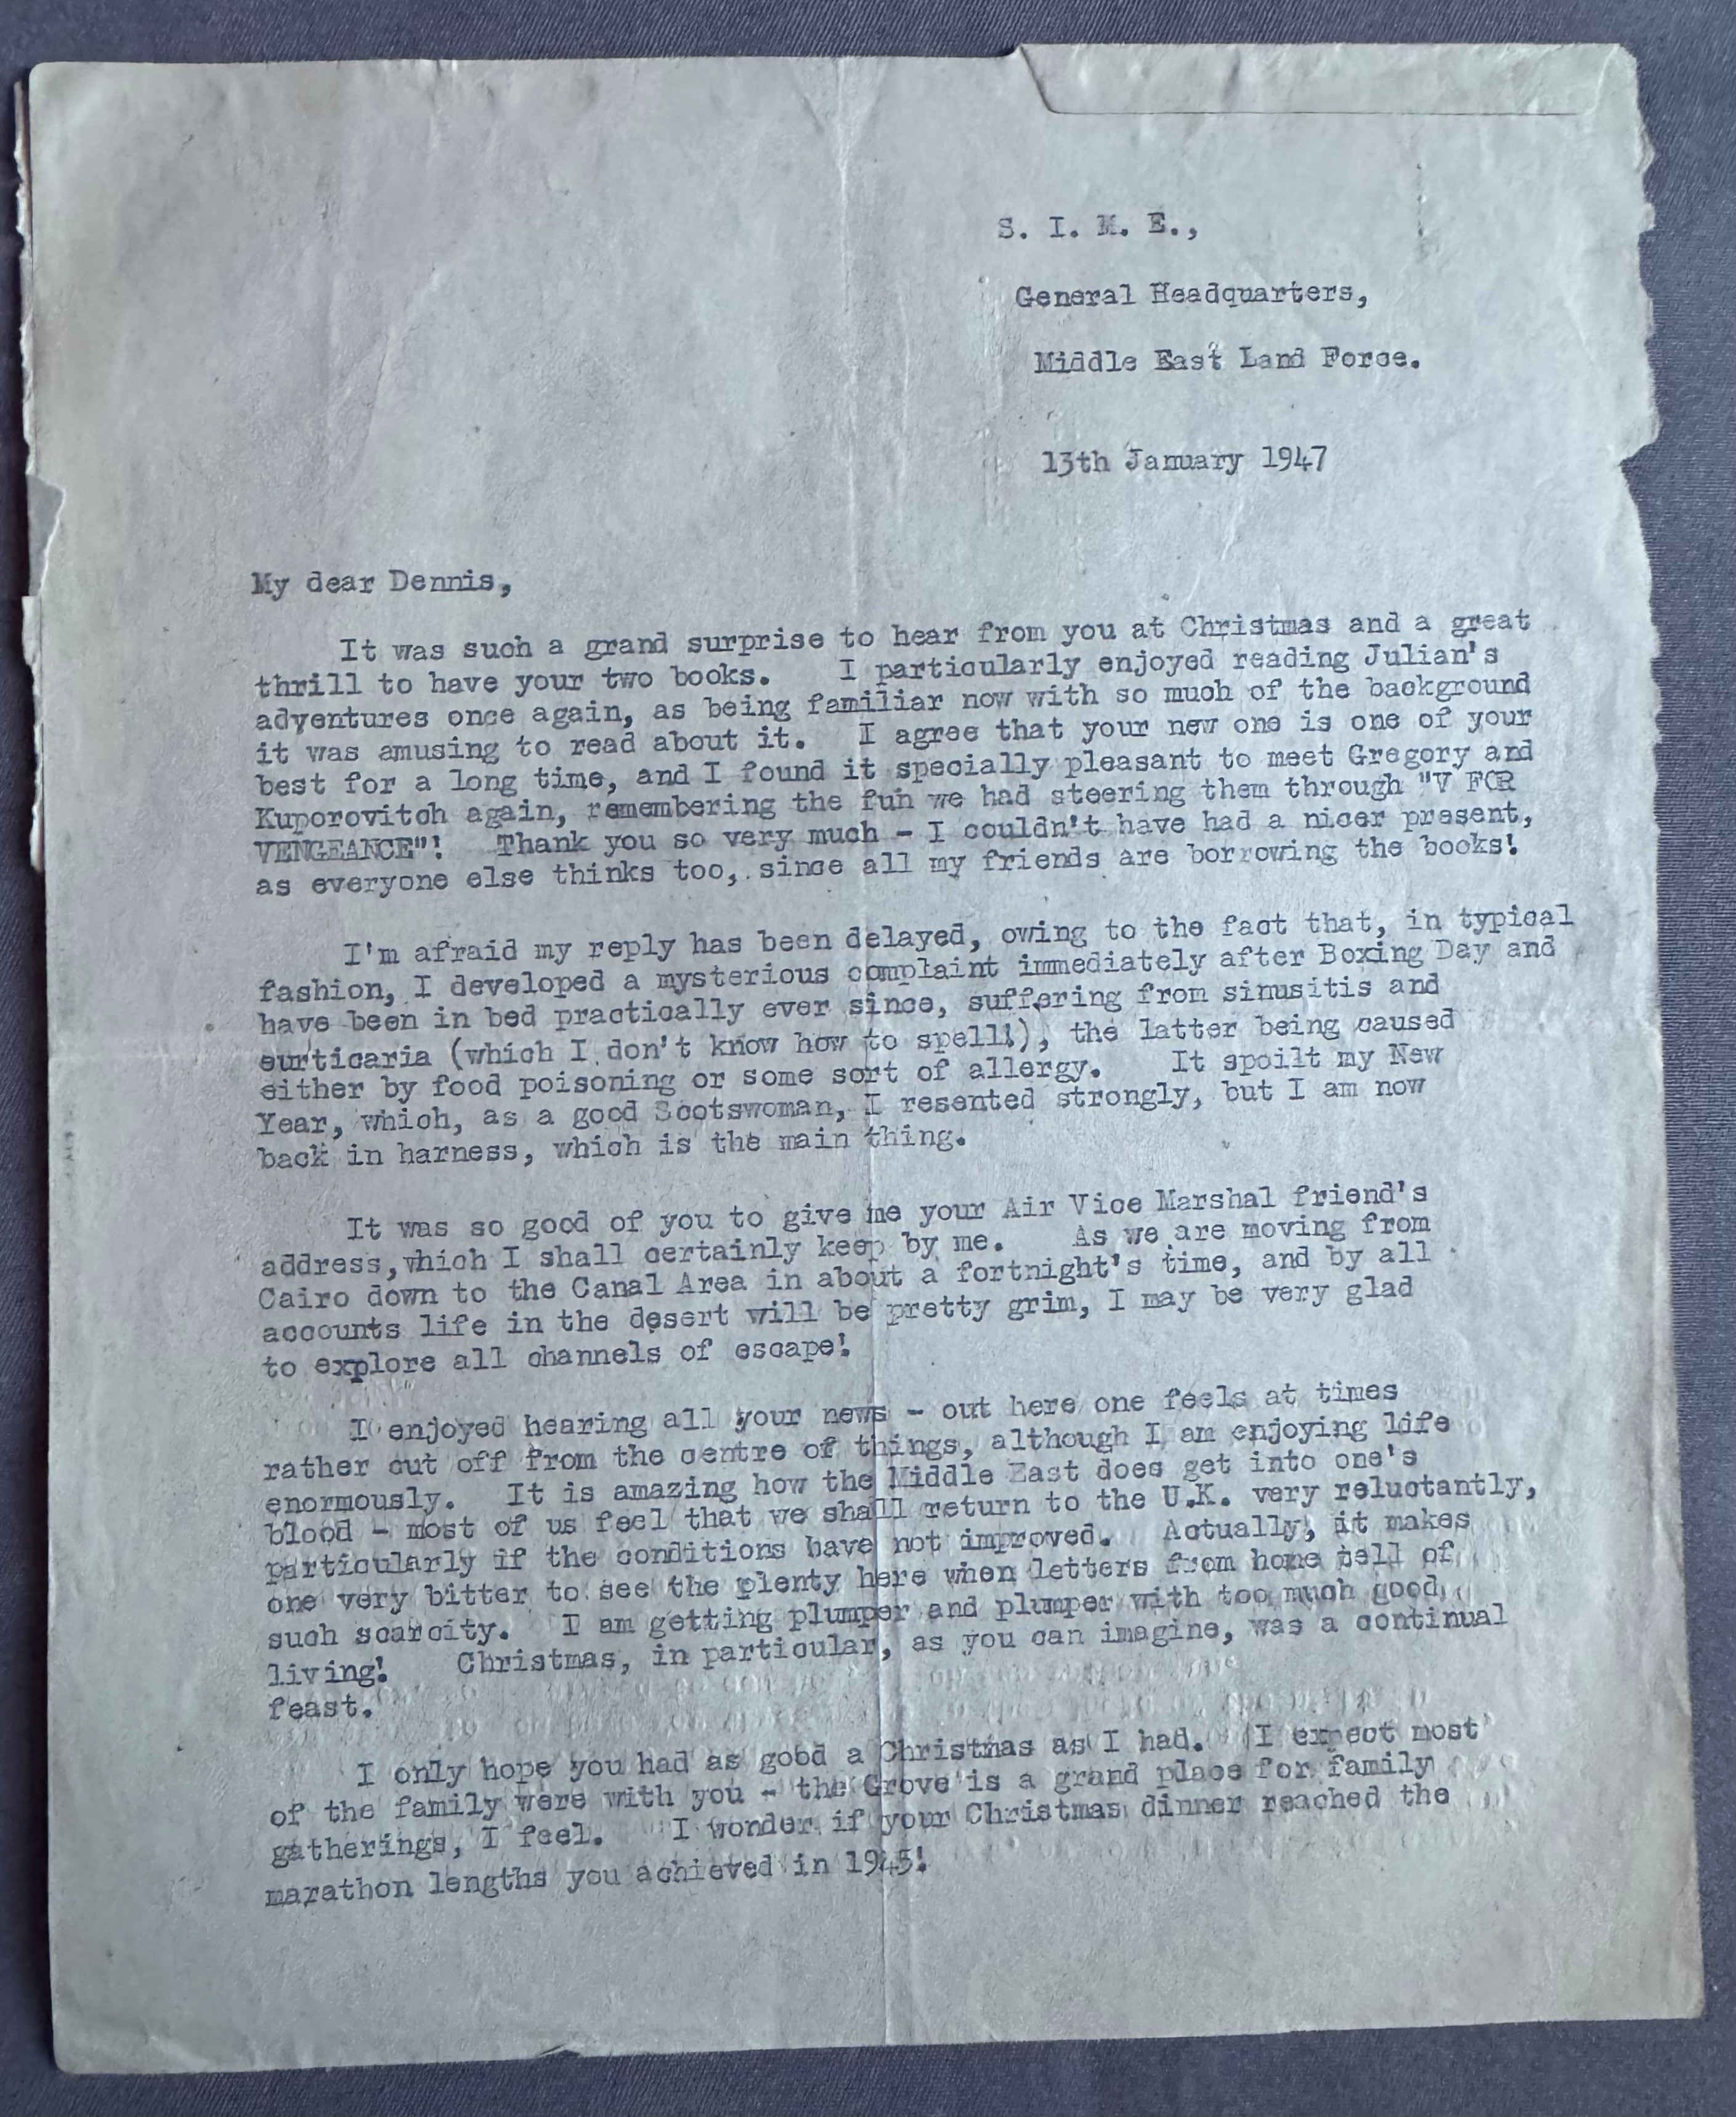 S. I. M. E.,
General Headquarters,
Middle East Land Force.
13th January 1947
My dear Dennis,
It was such a grand surprise to hear from you at Christmas and a great
thrill to have your two books. I particularly enjoyed reading Julian's
adventures once again, as being familiar now with so much of the background
it was amusing to read about it. I agree that your new one is one of your
best for a long time, and I found it specially pleasant to meet Gregory and
Kuporovitch again, remembering the fun we had steering them through "V FOR
VENGEANCE"! Thank you so very much - I couldn't have had a nicer present,
as everyone else thinks too, since all my friends are borrowing the books!
I'm afraid my reply has been delayed, owing to the fact that, in typical
fashion, I developed a mysterious complaint immediately after Boxing Day and
have been in bed practically ever since, suffering from sinusitis and
eurticaria (which I don't know how to spell!), the latter being caused
either by food poisoning or some sort of allergy. It spoilt my New
Year, which, as a good Scotswoman, I resented strongly, but I am now
back in harness, which is the main thing.
It was so good of you to give me your Air Vice Marshal friend's
address,which I shall certainly keep by me. As we are moving from
Cairo down to the Canal Area in about a fortnight's time, and by all
accounts life in the desert will be pretty grim, I may be very glad
to explore all channels of escape!
I enjoyed hearing all your news - out here one feels at times
rather cut off from the centre of things, although I am enjoying life
enormously. It is amazing how the Middle East does get into one's
blood - most of us feel that we shall return to the U.K. very reluctantly,
particularly if the conditions have not improved. Actually, it makes
one very bitter to see the plenty here when letters from home tell of
such scarcity. I am getting plumper and plumper with too much good
living! Christmas, in particular, as you can imagine, was a continual
feast.
I only hope you had as good a Christmas as I had. I expect most
of the family were with you - the Grove is a grand place for family
gatherings, I feel. I wonder if your Christmas dinner reached the
marathon lengths you achieved in 1945!